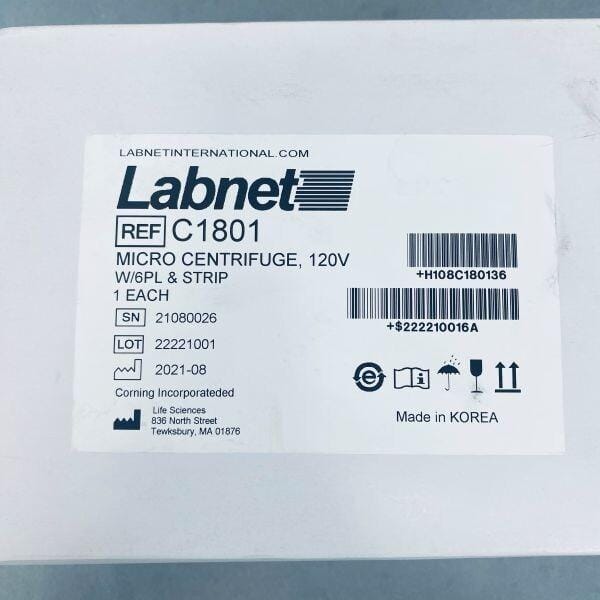 LABNETINTERNATIONAL.COM
Labnet
REF C1801
MICRO CENTRIFUGE, 120V
W/6PL & STRIP
1 EACH
+H108C180136
SN 21080026
+$222210016A
LOT 22221001
2021-08
Corning Incorporateded
Life Sciences
836 North Street
Tewksbury, MA 01876
Made in KOREA